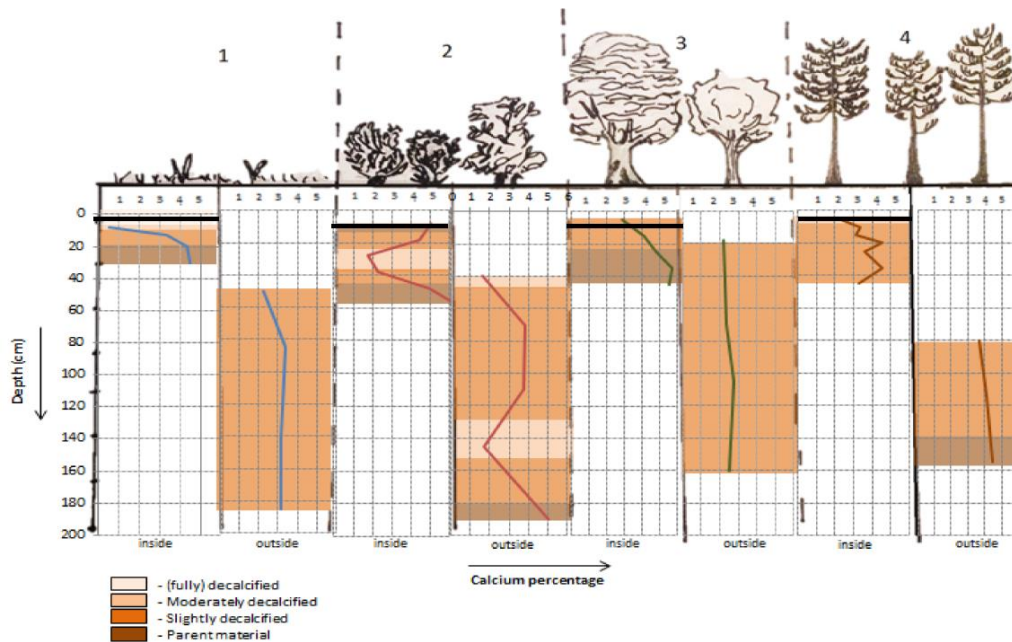 1 2 3 4
1 2 3 4 5 1 2 3 4 5 1 2 3 4 5 0 1 2 3 4 5 6 1 2 3 4 5 1 2 3 4 5 1 2 3 4 5 1 2 3 4 5
0
20
40
60
80
100
120
140
160
180
200
Depth (cm)
inside outside inside outside inside outside inside outside
Calcium percentage
- (fully) decalcified
- Moderately decalcified
- Slightly decalcified
- Parent material